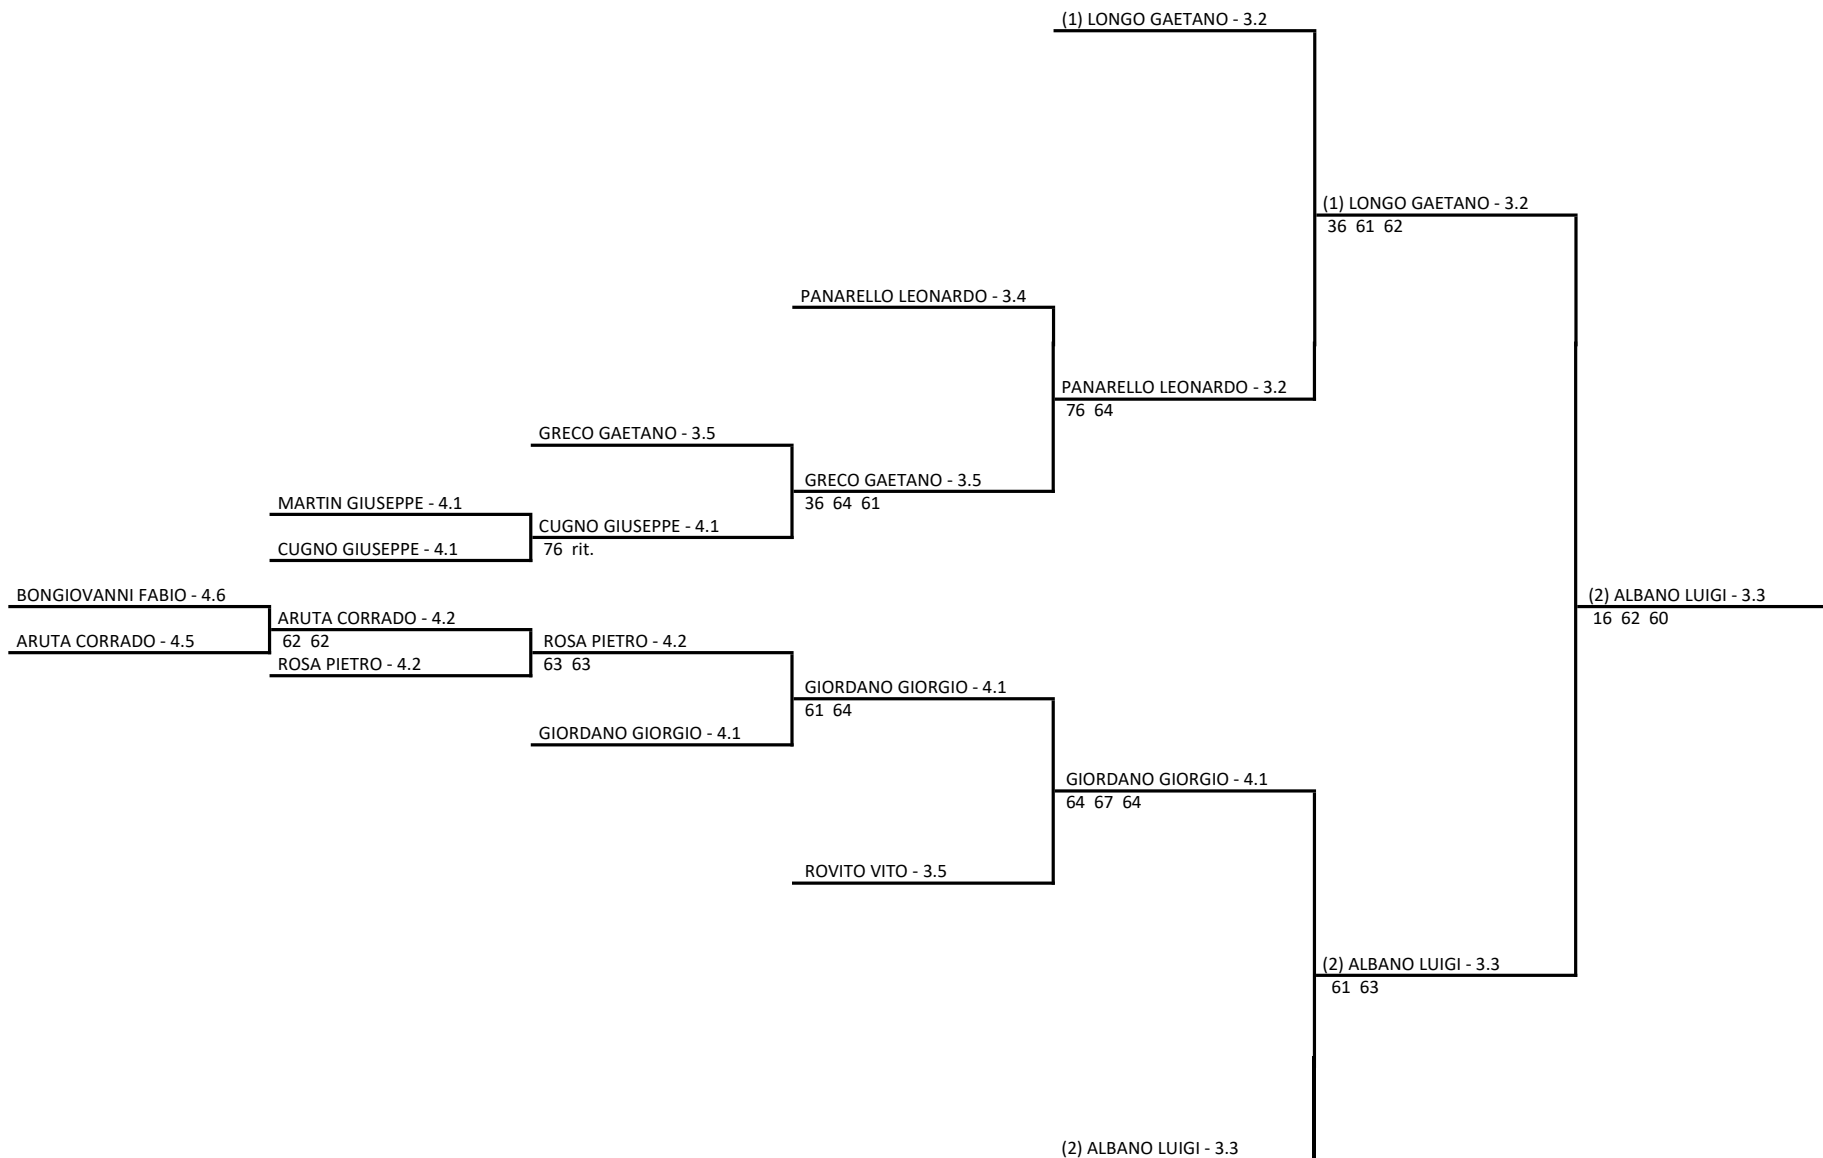 (1) LONGO GAETANO - 3.2
(1) LONGO GAETANO - 3.2
36 61 62
PANARELLO LEONARDO - 3.4
PANARELLO LEONARDO - 3.2
76 64
GRECO GAETANO - 3.5
GRECO GAETANO - 3.5
36 64 61
MARTIN GIUSEPPE - 4.1
CUGNO GIUSEPPE - 4.1
76 rit.
CUGNO GIUSEPPE - 4.1
BONGIOVANNI FABIO - 4.6
(2) ALBANO LUIGI - 3.3
16 62 60
ARUTA CORRADO - 4.2
62 62
ARUTA CORRADO - 4.5
ROSA PIETRO - 4.2
63 63
ROSA PIETRO - 4.2
GIORDANO GIORGIO - 4.1
61 64
GIORDANO GIORGIO - 4.1
GIORDANO GIORGIO - 4.1
64 67 64
ROVITO VITO - 3.5
(2) ALBANO LUIGI - 3.3
61 63
(2) ALBANO LUIGI - 3.3